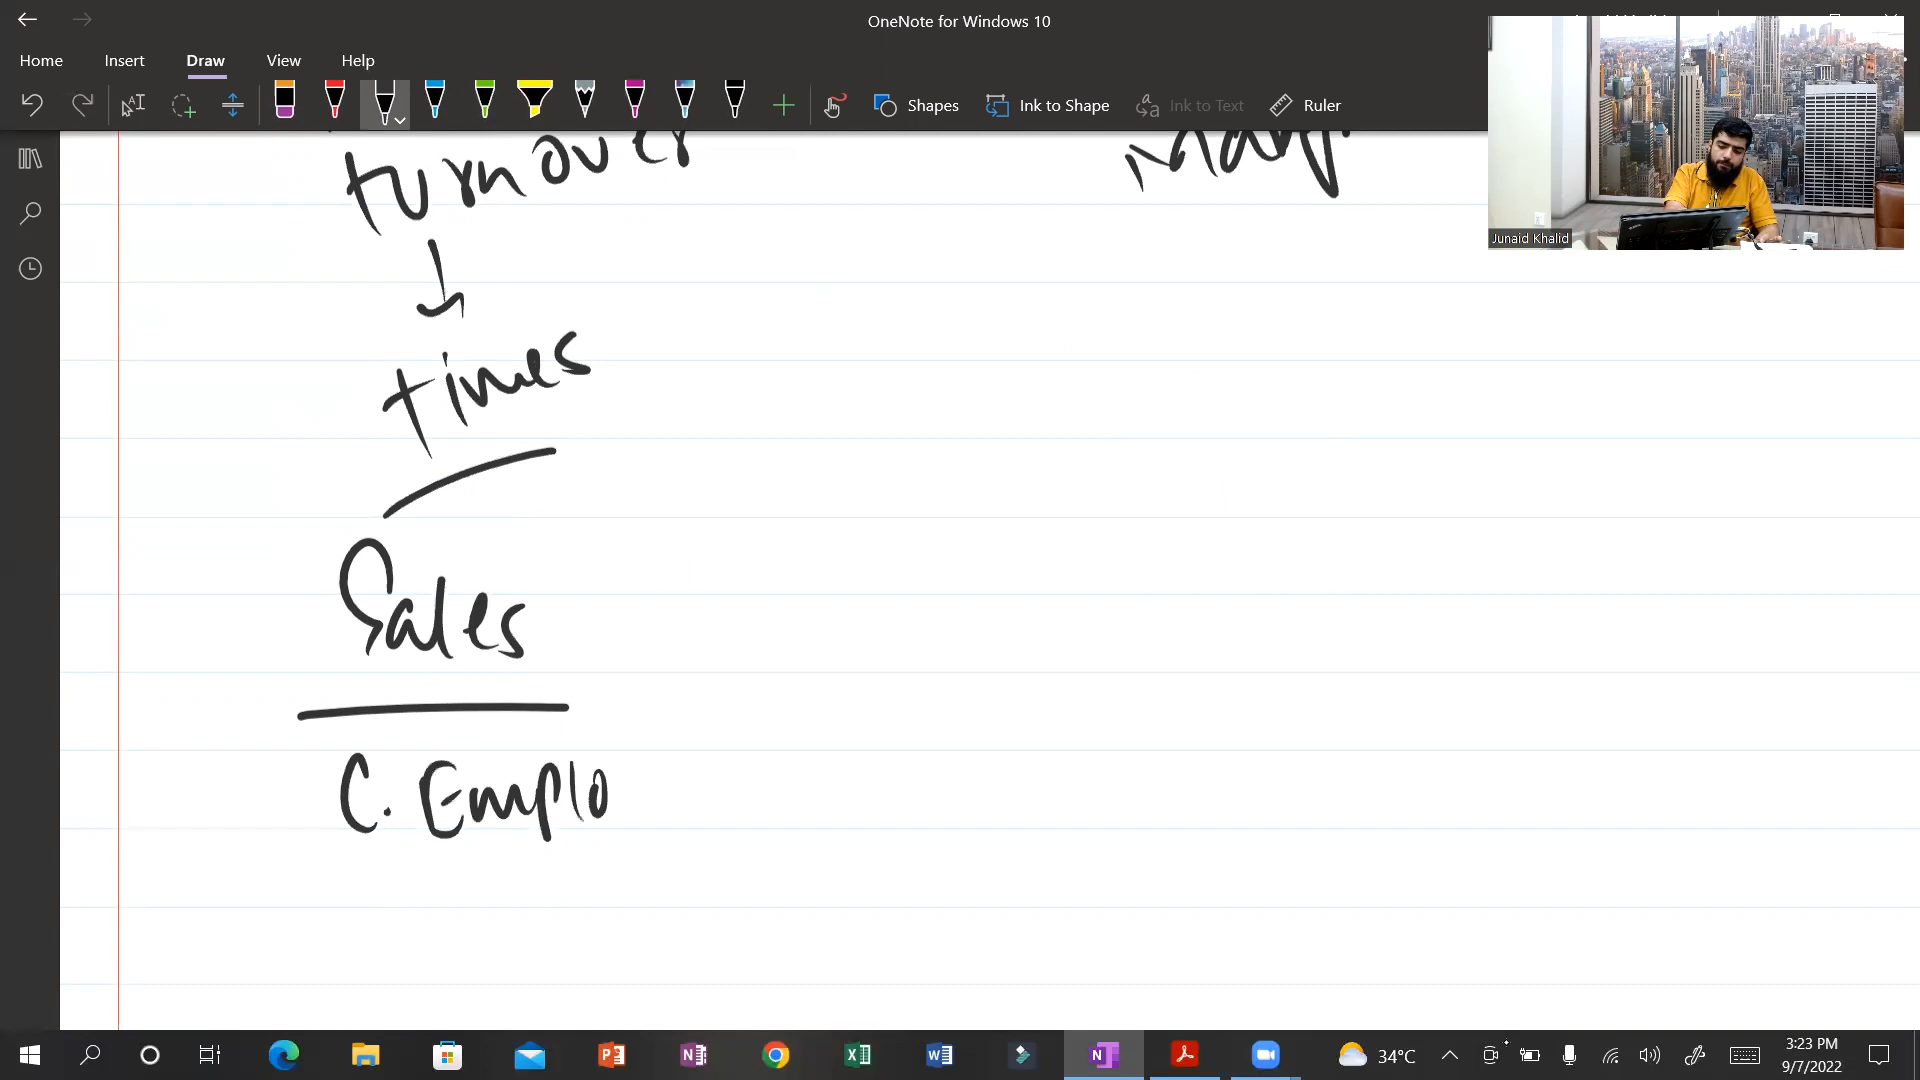 OneNote for Windows 10
Home Insert Draw View Help
Shapes Ink to Shape Ink to Text Ruler
turnover
times
Sales
C. Emplo
Junaid Khalid
34°C
3:23 PM
9/7/2022